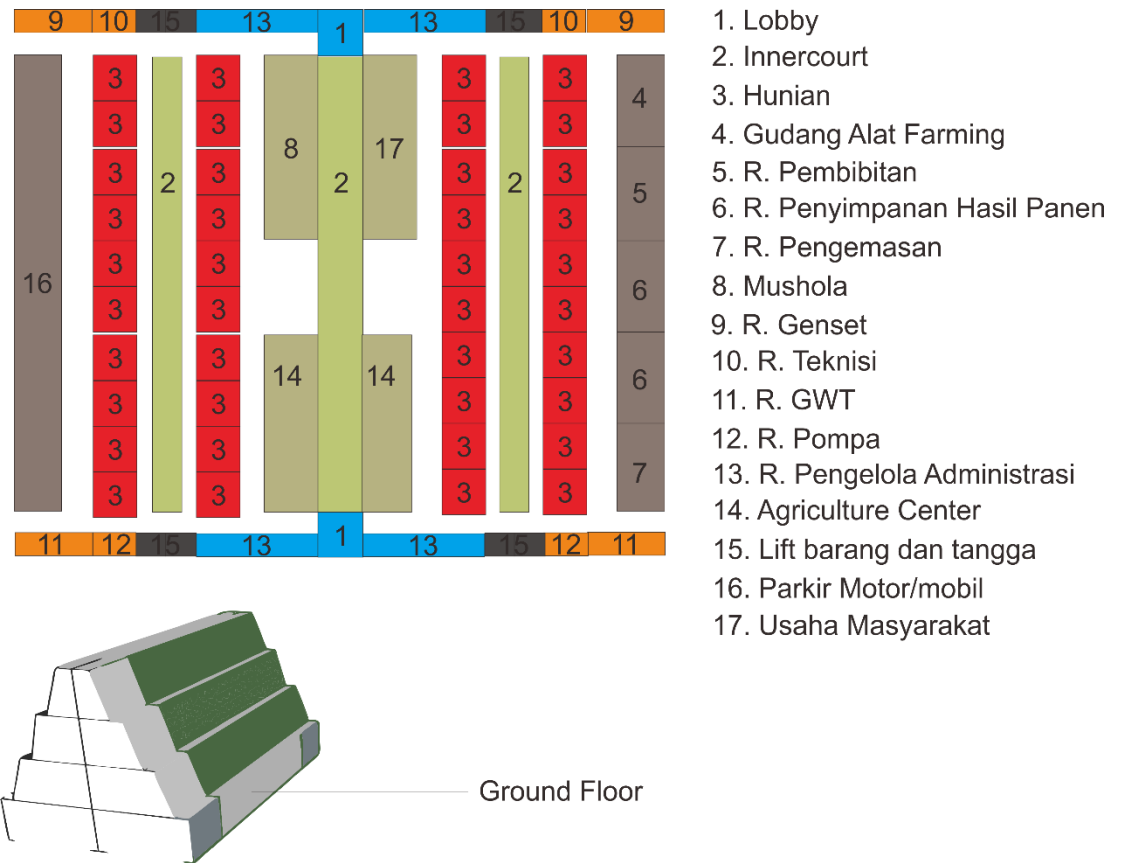 9 10 15 13 1 13 15 10 9
3 3 3 3
4
3 3 3 3
8 17
3 3 3 3
2 2 2
5
3 3 3 3
3 3 3 3
16 6
3 3 3 3
3 3 3 3
14 14 6
3 3 3 3
3 3 3 3
7
3 3 3 3
11 12 15 13 1 13 15 12 11
1. Lobby
2. Innercourt
3. Hunian
4. Gudang Alat Farming
5. R. Pembibitan
6. R. Penyimpanan Hasil Panen
7. R. Pengemasan
8. Mushola
9. R. Genset
10. R. Teknisi
11. R. GWT
12. R. Pompa
13. R. Pengelola Administrasi
14. Agriculture Center
15. Lift barang dan tangga
16. Parkir Motor/mobil
17. Usaha Masyarakat
Ground Floor